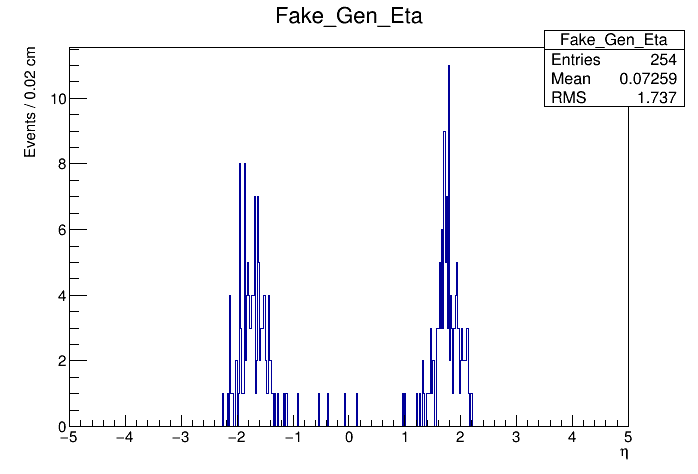 Fake_Gen_Eta
Fake_Gen_Eta
Entries 254
Mean 0.07259
RMS 1.737
Events / 0.02 cm
10
8
6
4
2
0
−5 −4 −3 −2 −1 0 1 2 3 4 5
η